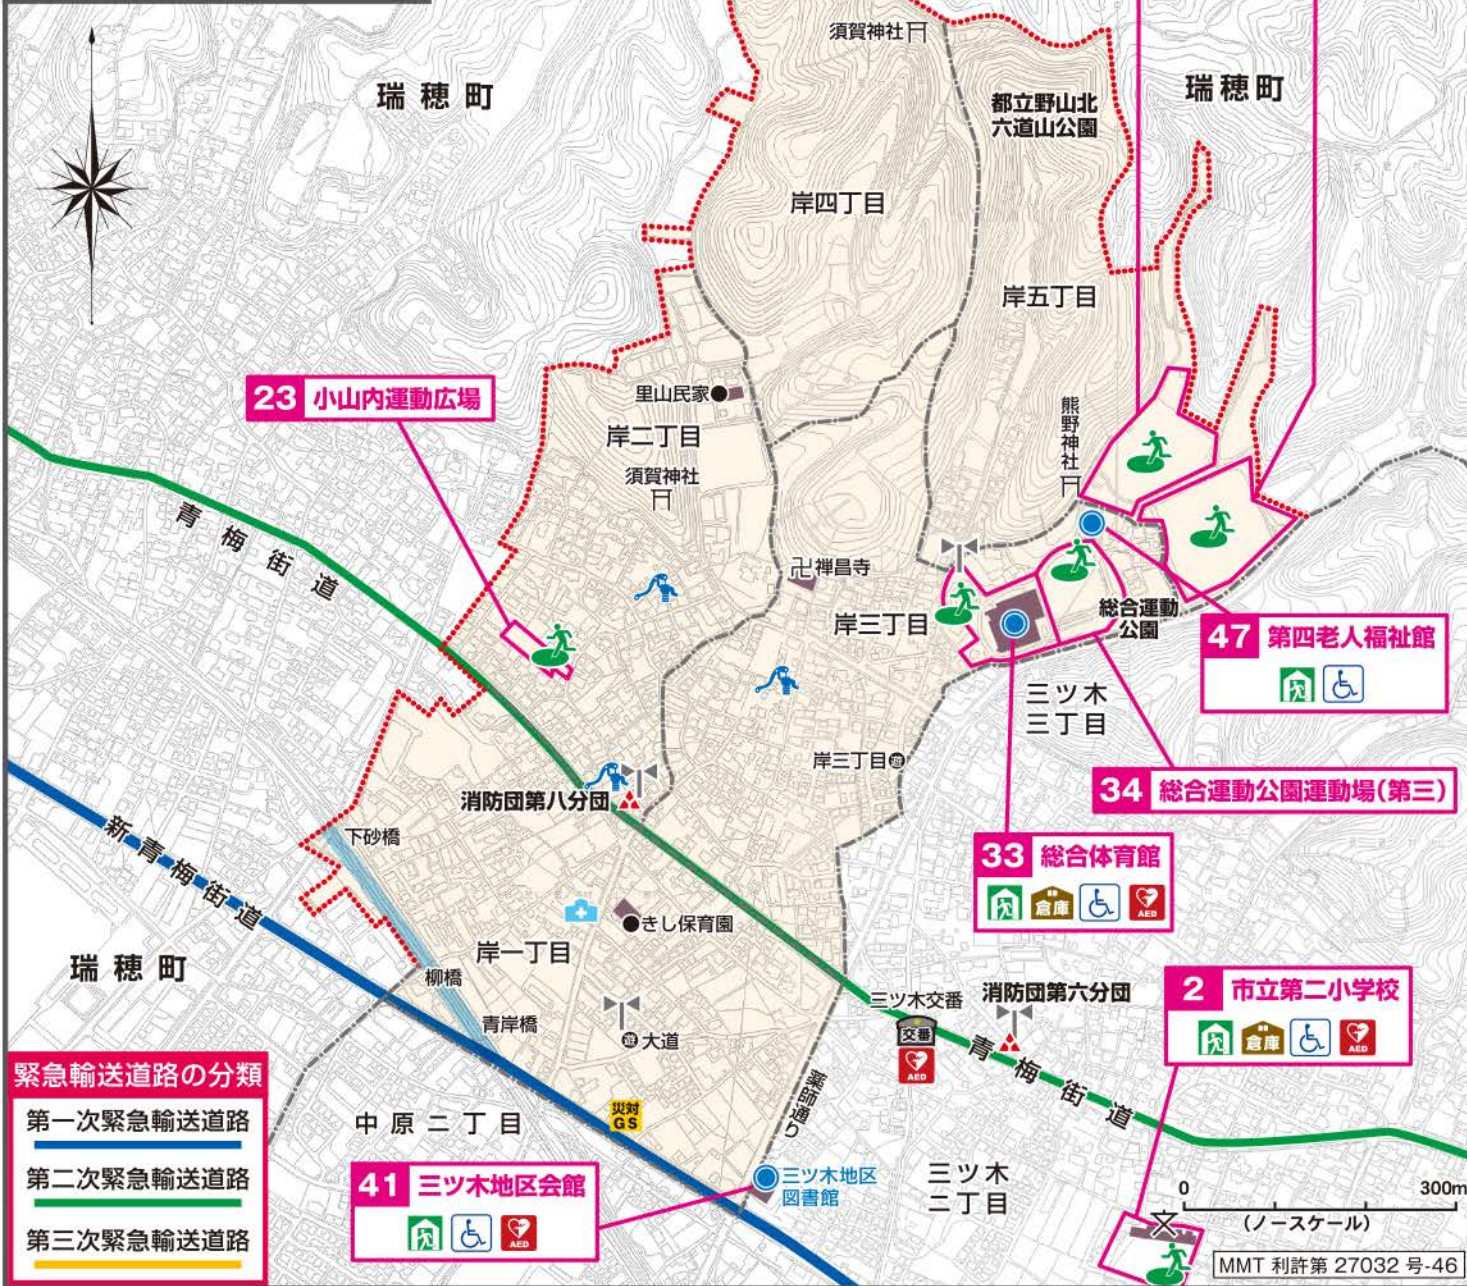 須賀神社
瑞穂町
都立野山北
六道山公園
瑞穂町
岸四丁目
岸五丁目
23 小山内運動広場
里山民家
岸二丁目
熊野神社
須賀神社
青梅街道
禅昌寺
岸三丁目
総合運動
公園
47 第四老人福祉館
三ツ木
三丁目
岸三丁目 遊
34 総合運動公園運動場(第三)
消防団第八分団
下砂橋
新青梅街道
33 総合体育館
倉庫 AED
きし保育園
岸一丁目
瑞穂町
柳橋
2 市立第二小学校
倉庫 AED
三ツ木交番
消防団第六分団
交番
AED
青岸橋
遊 大道
青梅街道
薬師通り
緊急輸送道路の分類
第一次緊急輸送道路
第二次緊急輸送道路
第三次緊急輸送道路
中原二丁目
災対
GS
41 三ツ木地区会館
AED
三ツ木地区
図書館
三ツ木
二丁目
0 300m
(ノースケール)
MMT 利許第 27032 号-46